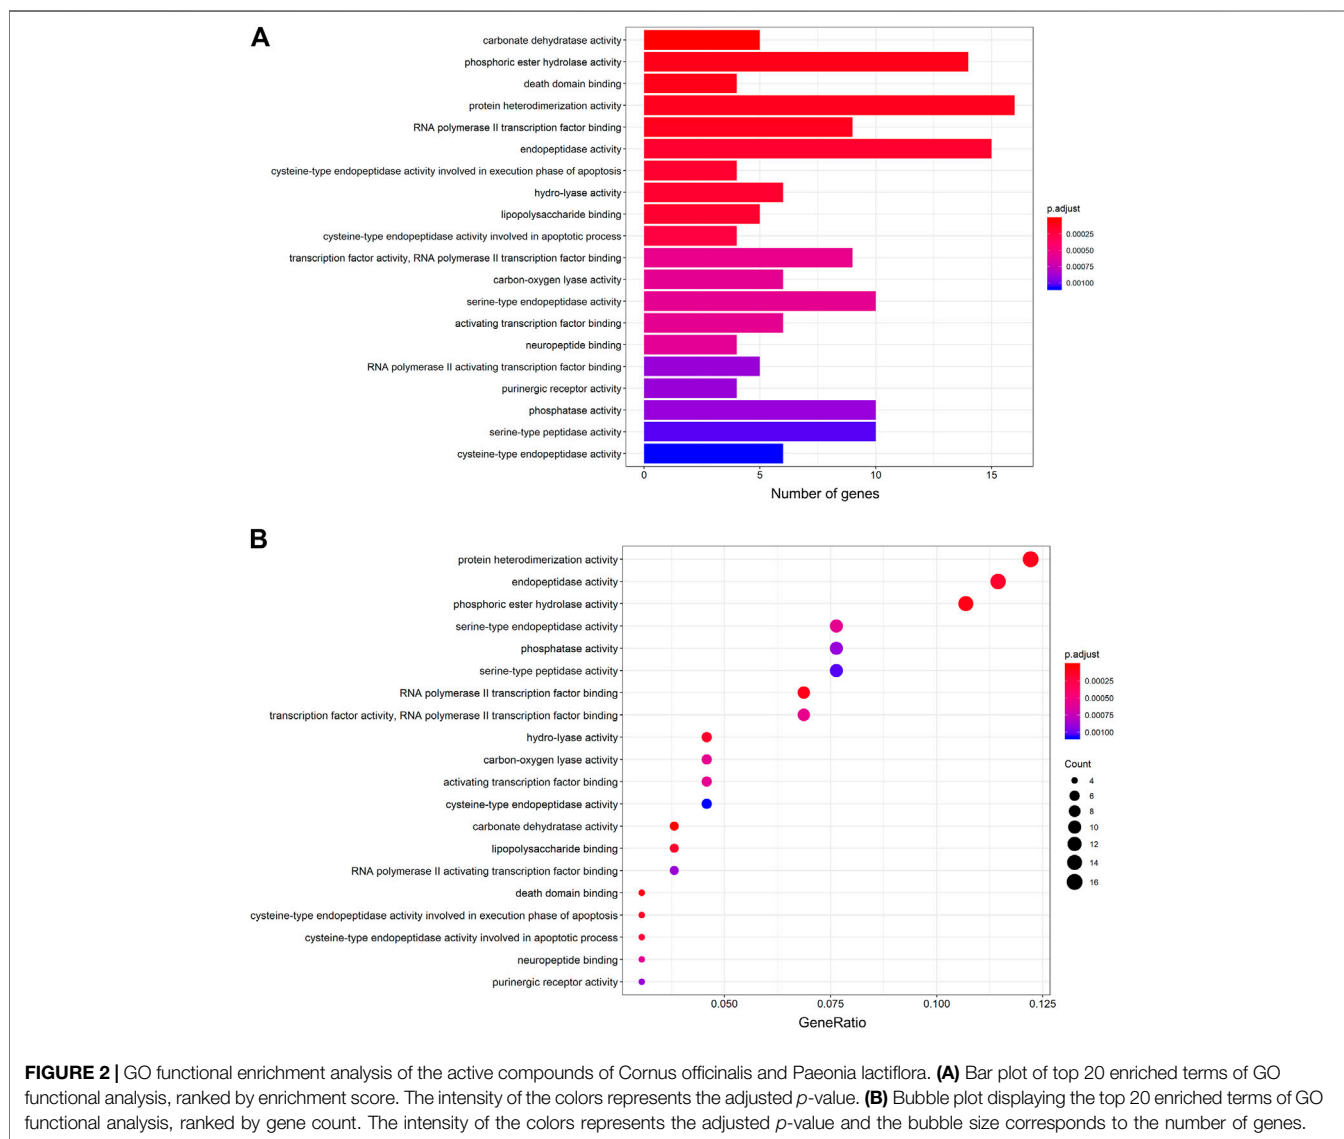 A
carbonate dehydratase activity
phosphoric ester hydrolase activity
death domain binding
protein heterodimerization activity
RNA polymerase II transcription factor binding
endopeptidase activity
cysteine-type endopeptidase activity involved in execution phase of apoptosis
hydro-lyase activity
lipopolysaccharide binding
cysteine-type endopeptidase activity involved in apoptotic process
transcription factor activity, RNA polymerase II transcription factor binding
carbon-oxygen lyase activity
serine-type endopeptidase activity
activating transcription factor binding
neuropeptide binding
RNA polymerase II activating transcription factor binding
purinergic receptor activity
phosphatase activity
serine-type peptidase activity
cysteine-type endopeptidase activity
0 5 10 15
Number of genes
p.adjust
0.00025
0.00050
0.00075
0.00100
B
protein heterodimerization activity
endopeptidase activity
phosphoric ester hydrolase activity
serine-type endopeptidase activity
phosphatase activity
serine-type peptidase activity
RNA polymerase II transcription factor binding
transcription factor activity, RNA polymerase II transcription factor binding
hydro-lyase activity
carbon-oxygen lyase activity
activating transcription factor binding
cysteine-type endopeptidase activity
carbonate dehydratase activity
lipopolysaccharide binding
RNA polymerase II activating transcription factor binding
death domain binding
cysteine-type endopeptidase activity involved in execution phase of apoptosis
cysteine-type endopeptidase activity involved in apoptotic process
neuropeptide binding
purinergic receptor activity
0.050 0.075 0.100 0.125
GeneRatio
p.adjust
0.00025
0.00050
0.00075
0.00100
Count
4
6
8
10
12
14
16
FIGURE 2 | GO functional enrichment analysis of the active compounds of Cornus officinalis and Paeonia lactiflora. (A) Bar plot of top 20 enriched terms of GO
functional analysis, ranked by enrichment score. The intensity of the colors represents the adjusted p-value. (B) Bubble plot displaying the top 20 enriched terms of GO
functional analysis, ranked by gene count. The intensity of the colors represents the adjusted p-value and the bubble size corresponds to the number of genes.